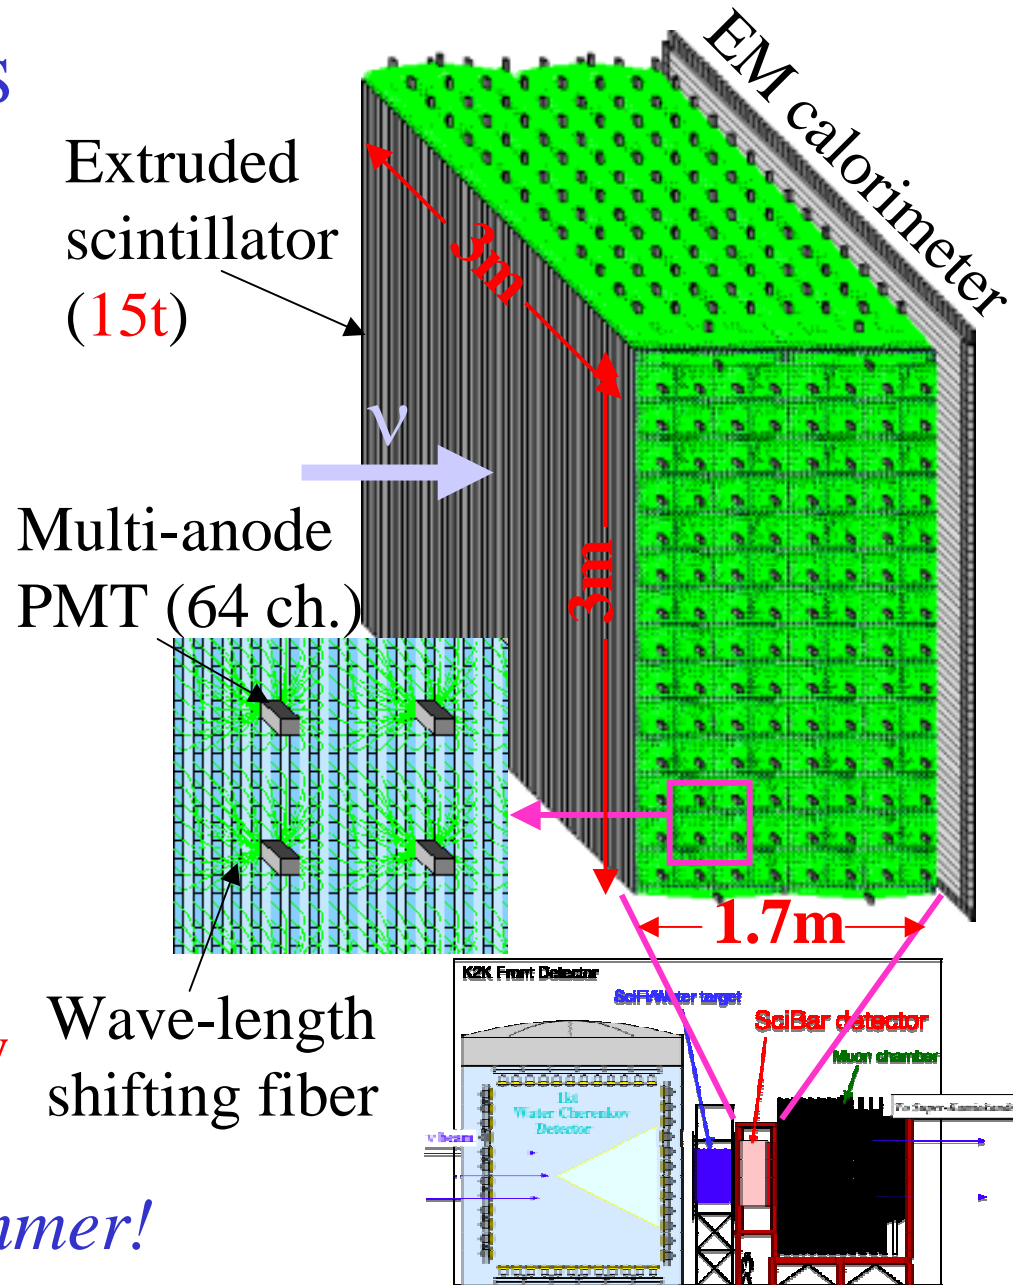 s
EM calorimeter
Extruded
scintillator
(15t)
3m
ν
Multi-anode
PMT (64 ch.)
3m
1.7m
K2K Front Detector
SciFi/Water target
SciBar detector
Muon chamber
1kt
Water Cherenkov
Detector
ν beam
To Super-Kamiokande
Wave-length
shifting fiber
y
mmer!